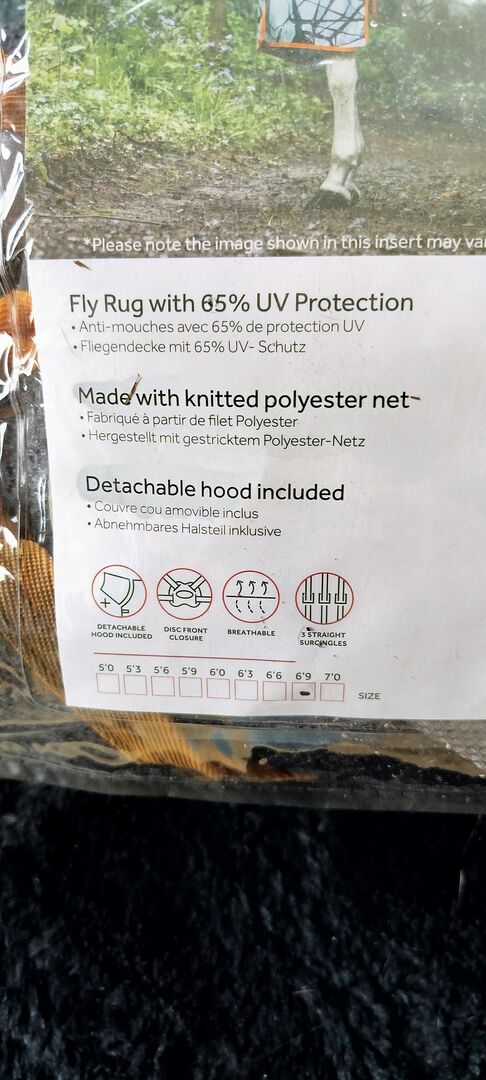 *Please note the image shown in this insert may
Fly Rug with 65% UV Protection
• Anti-mouches avec 65% de protection UV
• Fliegendecke mit 65% UV- Schutz
Made with knitted polyester net
• Fabriqué à partir de filet Polyester
• Hergestellt mit gestricktem Polyester-Netz
Detachable hood included
• Couvre cou amovible inclus
• Abnehmbares Halsteil inklusive
DETACHABLE
HOOD INCLUDED
DISC FRONT
CLOSURE
BREATHABLE
3 STRAIGHT
SURCINGLES
5'0 5'3 5'6 5'9 6'0 6'3 6'6 6'9 7'0
SIZE